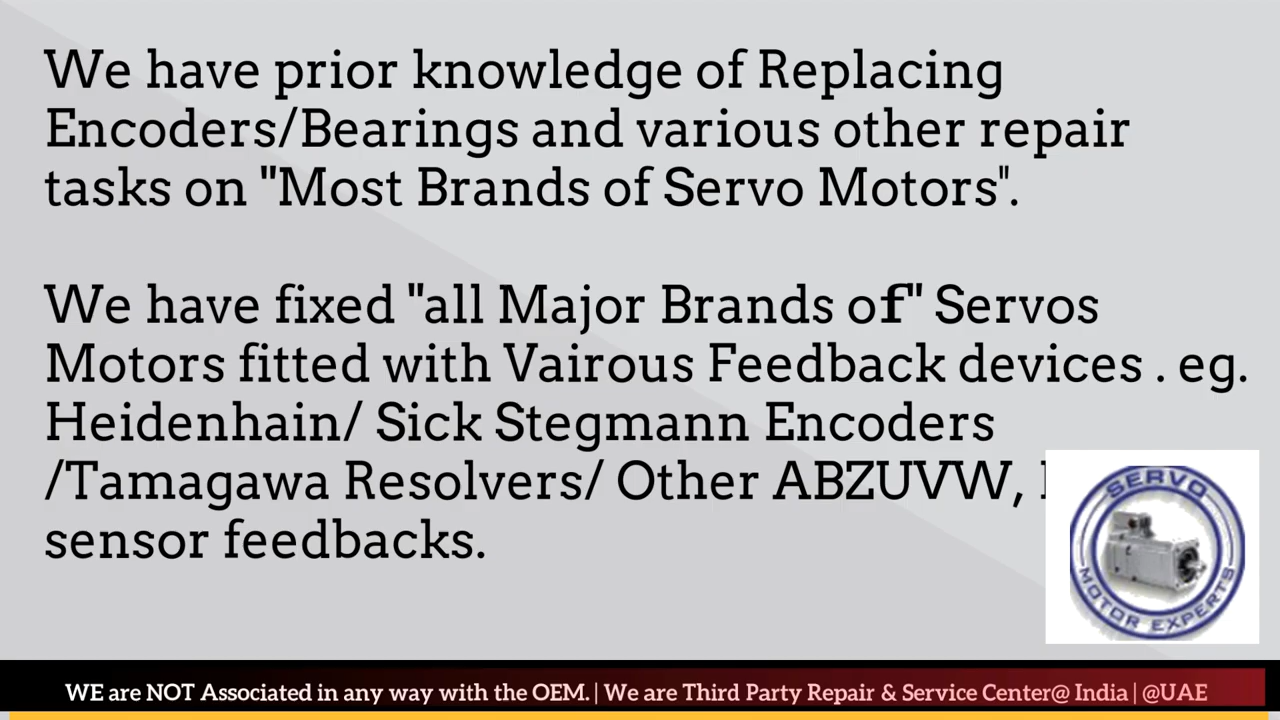 We have prior knowledge of Replacing
Encoders/Bearings and various other repair
tasks on "Most Brands of Servo Motors".
We have fixed "all Major Brands of" Servos
Motors fitted with Vairous Feedback devices . eg.
Heidenhain/ Sick Stegmann Encoders
/Tamagawa Resolvers/ Other ABZUVW,
sensor feedbacks.
SERVO
MOTOR EXPERTS
WE are NOT Associated in any way with the OEM. | We are Third Party Repair & Service Center@ India | @UAE